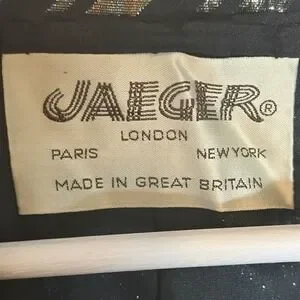 JAEGER®
LONDON
PARIS NEW YORK
MADE IN GREAT BRITAIN